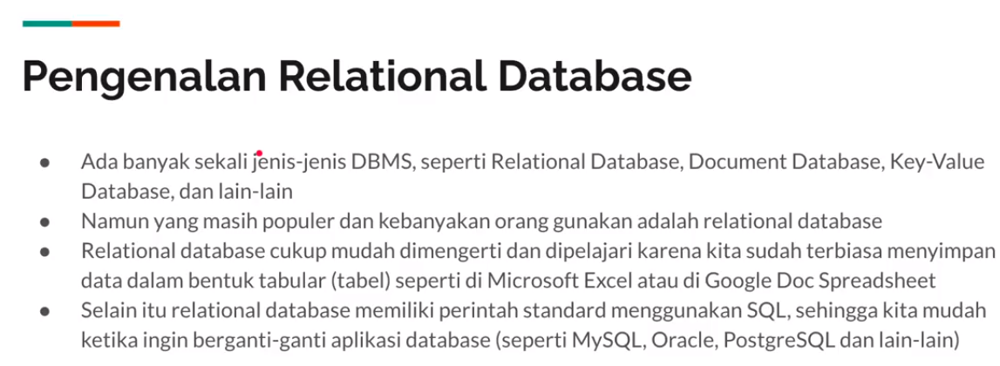 Pengenalan Relational Database
● Ada banyak sekali jenis-jenis DBMS, seperti Relational Database, Document Database, Key-Value
Database, dan lain-lain
● Namun yang masih populer dan kebanyakan orang gunakan adalah relational database
● Relational database cukup mudah dimengerti dan dipelajari karena kita sudah terbiasa menyimpan
data dalam bentuk tabular (tabel) seperti di Microsoft Excel atau di Google Doc Spreadsheet
● Selain itu relational database memiliki perintah standard menggunakan SQL, sehingga kita mudah
ketika ingin berganti-ganti aplikasi database (seperti MySQL, Oracle, PostgreSQL dan lain-lain)